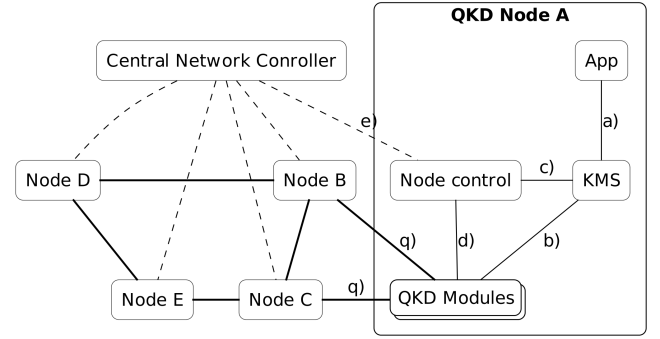 QKD Node A
Central Network Conroller
App
e)
a)
Node D
Node B
Node control
c)
KMS
q)
d)
b)
Node E
Node C
q)
QKD Modules